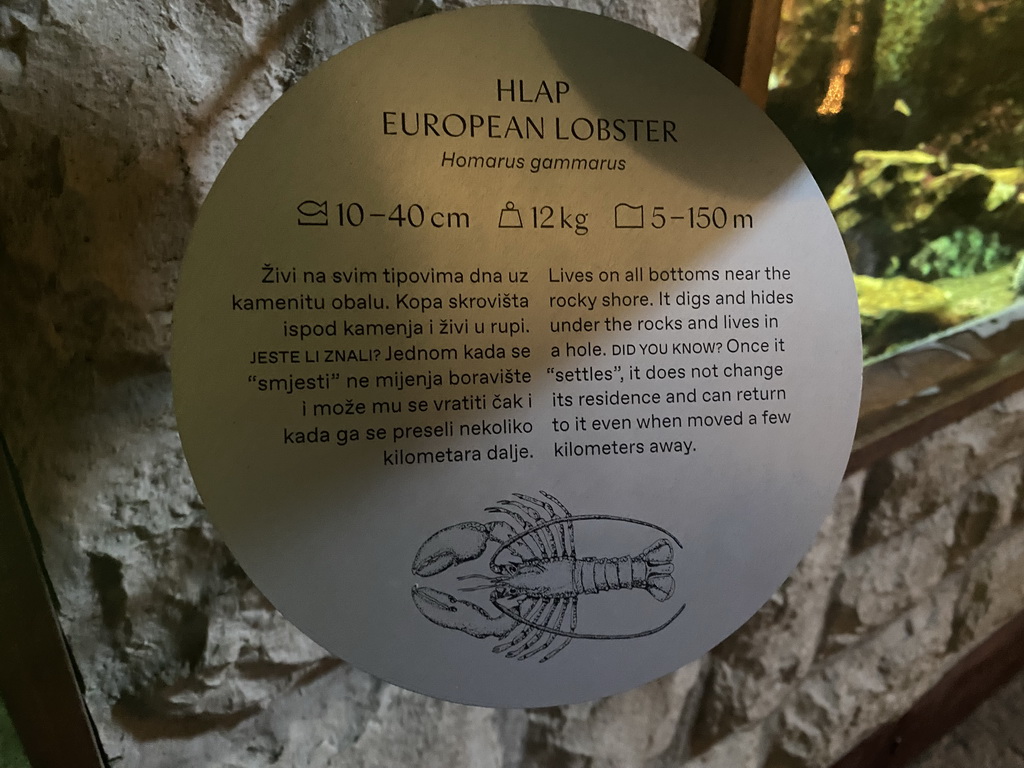 HLAP
EUROPEAN LOBSTER
Homarus gammarus
10–40 cm 12 kg 5–150 m
Živi na svim tipovima dna uz
kamenitu obalu. Kopa skrovišta
ispod kamenja i živi u rupi.
JESTE LI ZNALI? Jednom kada se
“smjesti” ne mijenja boravište
i može mu se vratiti čak i
kada ga se preseli nekoliko
kilometara dalje.
Lives on all bottoms near the
rocky shore. It digs and hides
under the rocks and lives in
a hole. DID YOU KNOW? Once it
“settles”, it does not change
its residence and can return
to it even when moved a few
kilometers away.